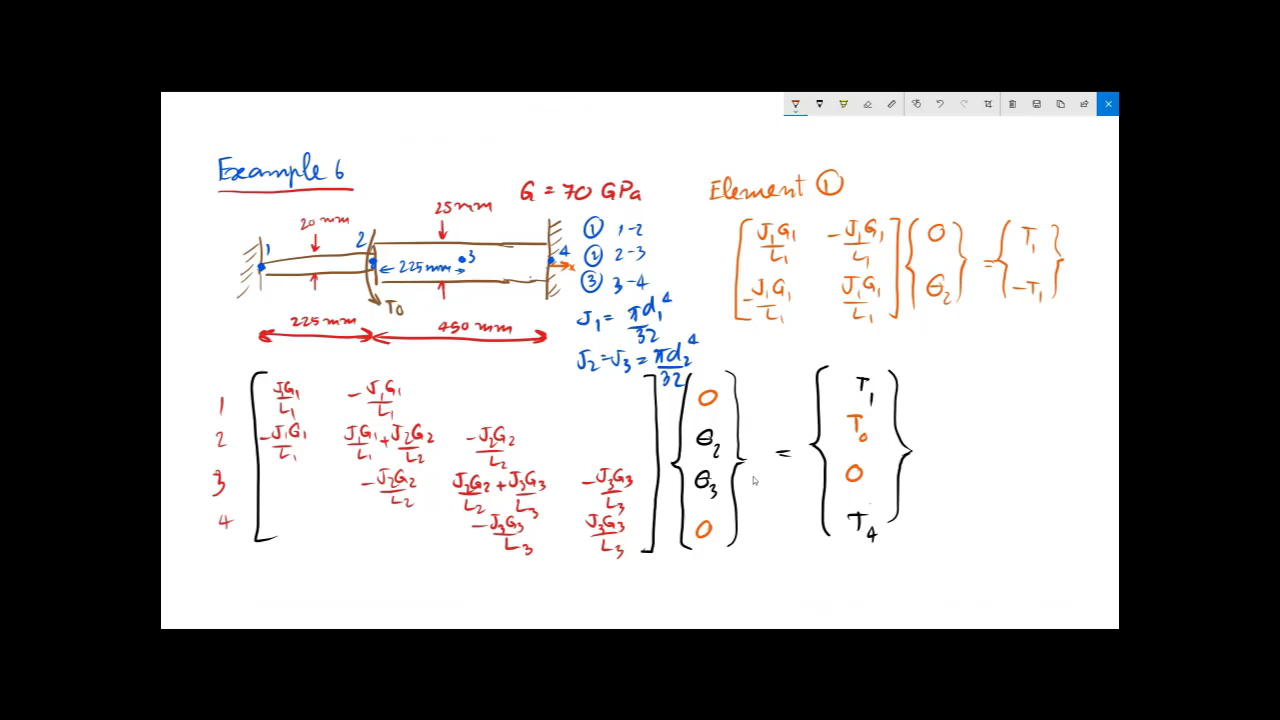 Example 6
G = 70 GPa
Element ①
20 mm
25 mm
1
2
225 mm
3
4
x
T0
225 mm
450 mm
① 1-2
② 2-3
③ 3-4
J1 = πd1^4/32
J2 = J3 = πd2^4/32
[ J1G1/L1 -J1G1/L1 ] { 0 } = { T1 }
[ -J1G1/L1 J1G1/L1 ] { θ2 } { -T1 }
1 [ JG1/L1 -J1G1/L1 ] { 0 } { T1 }
2 [ -J1G1/L1 J1G1/L1 + J2G2/L2 -J2G2/L2 ] { θ2 } = { T0 }
3 [ -J2G2/L2 J2G2/L2 + J3G3/L3 -J3G3/L3 ] { θ3 } { 0 }
4 [ -J3G3/L3 J3G3/L3 ] { 0 } { T4 }